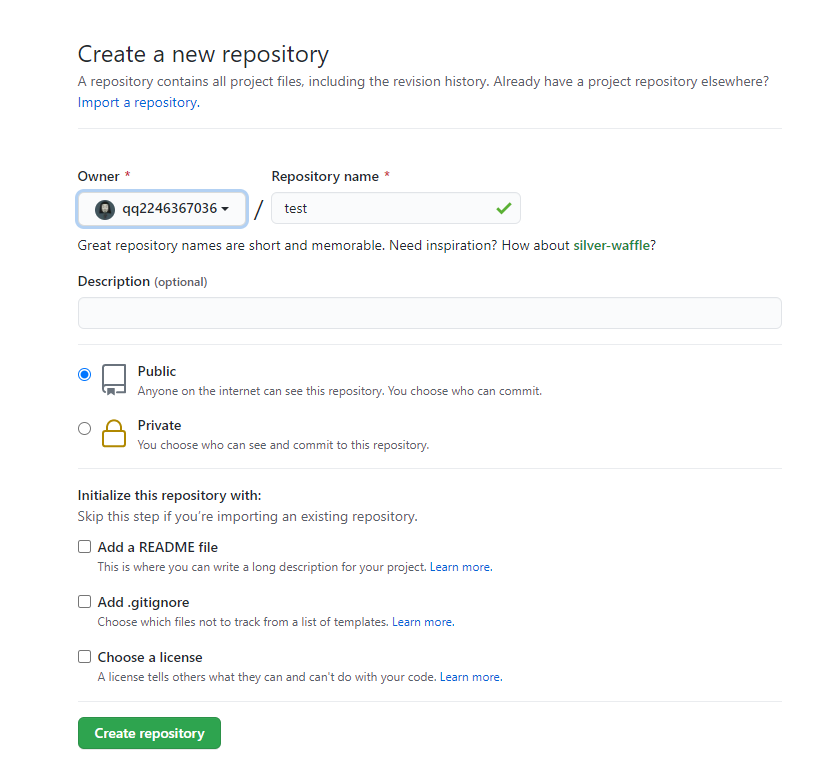 Create a new repository
A repository contains all project files, including the revision history. Already have a project repository elsewhere?
Import a repository.
Owner *
Repository name *
qq2246367036 / test
Great repository names are short and memorable. Need inspiration? How about silver-waffle?
Description (optional)
Public
Anyone on the internet can see this repository. You choose who can commit.
Private
You choose who can see and commit to this repository.
Initialize this repository with:
Skip this step if you're importing an existing repository.
Add a README file
This is where you can write a long description for your project. Learn more.
Add .gitignore
Choose which files not to track from a list of templates. Learn more.
Choose a license
A license tells others what they can and can't do with your code. Learn more.
Create repository